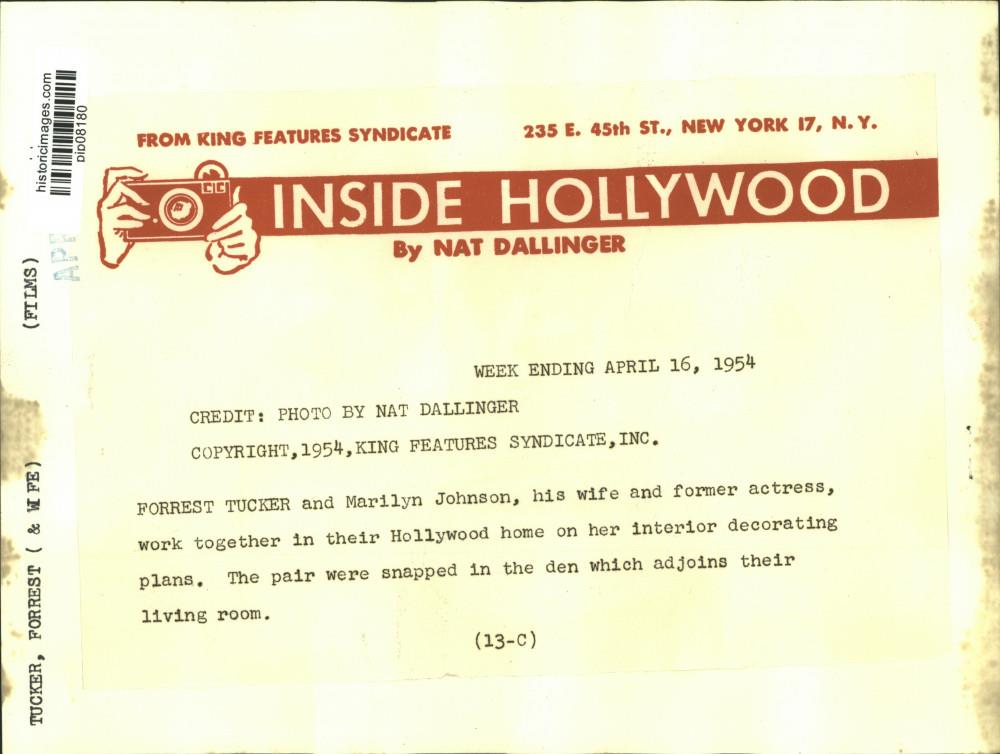 historicimages.com
pip08180
APR
(FILMS)
TUCKER, FORREST ( & WIFE)
FROM KING FEATURES SYNDICATE
235 E. 45th ST., NEW YORK 17, N. Y.
INSIDE HOLLYWOOD
By NAT DALLINGER
WEEK ENDING APRIL 16, 1954
CREDIT: PHOTO BY NAT DALLINGER
COPYRIGHT,1954,KING FEATURES SYNDICATE,INC.
FORREST TUCKER and Marilyn Johnson, his wife and former actress,
work together in their Hollywood home on her interior decorating
plans. The pair were snapped in the den which adjoins their
living room.
(13-C)